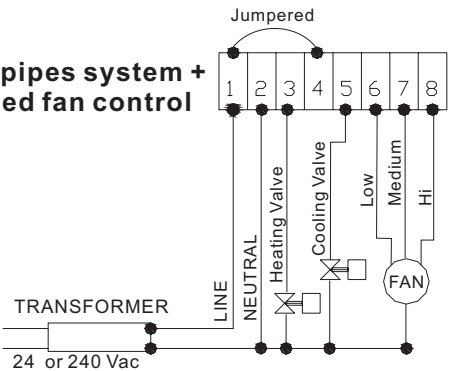 Jumpered
pipes system +
ed fan control
1 2 3 4 5 6 7 8
LINE
NEUTRAL
Heating Valve
Cooling Valve
Low
Medium
Hi
FAN
TRANSFORMER
24 or 240 Vac